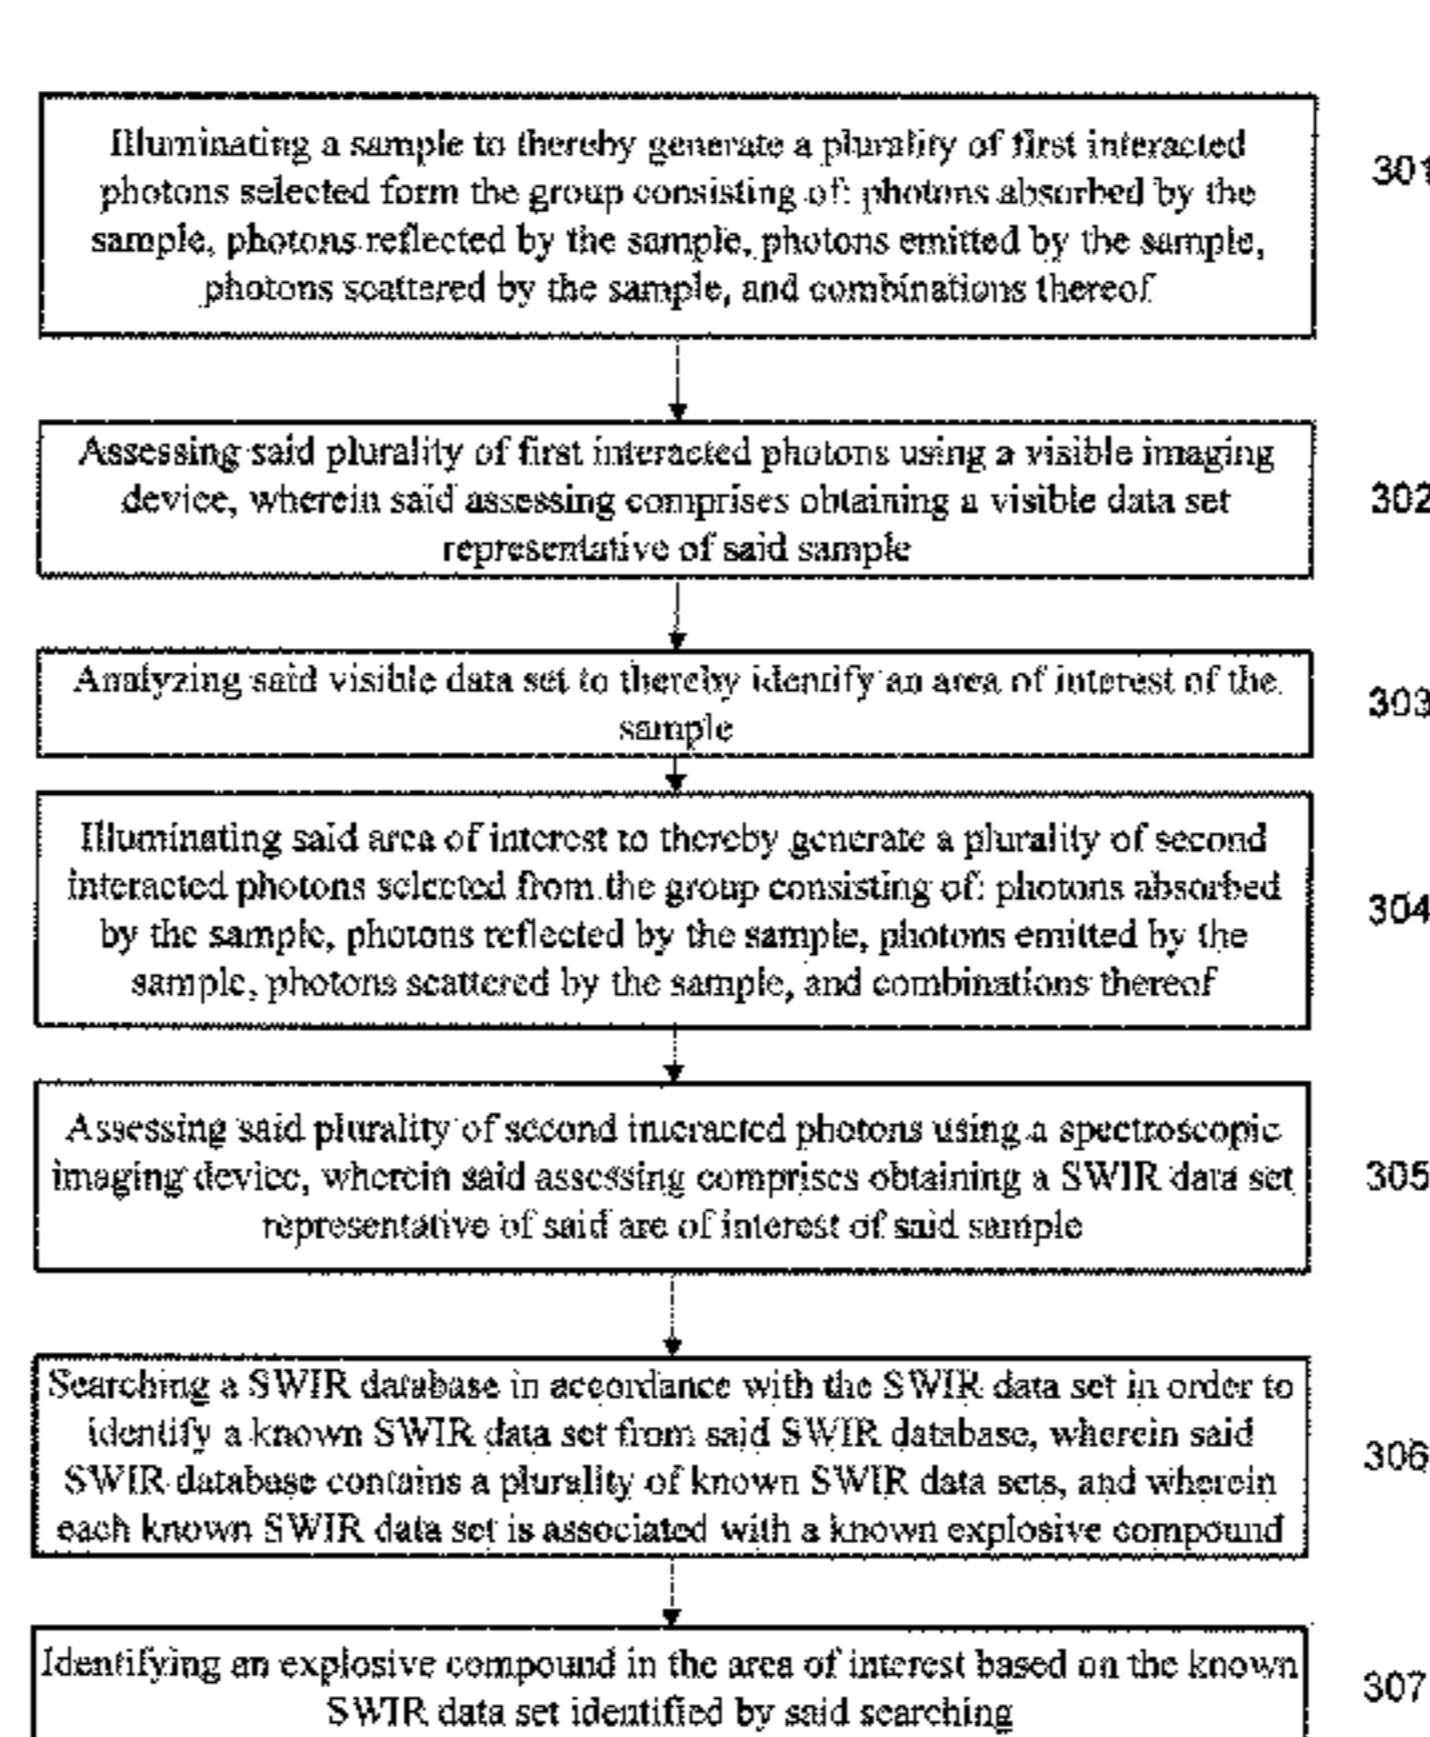 Illuminating a sample to thereby generate a plurality of first interacted
photons selected form the group consisting of: photons absorbed by the
sample, photons reflected by the sample, photons emitted by the sample,
photons scattered by the sample, and combinations thereof
301
Assessing said plurality of first interacted photons using a visible imaging
device, wherein said assessing comprises obtaining a visible data set
representative of said sample
302
Analyzing said visible data set to thereby identify an area of interest of the
sample
303
Illuminating said area of interest to thereby generate a plurality of second
interacted photons selected from the group consisting of: photons absorbed
by the sample, photons reflected by the sample, photons emitted by the
sample, photons scattered by the sample, and combinations thereof
304
Assessing said plurality of second interacted photons using a spectroscopic
imaging device, wherein said assessing comprises obtaining a SWIR data set
representative of said are of interest of said sample
305
Searching a SWIR database in accordance with the SWIR data set in order to
identify a known SWIR data set from said SWIR database, wherein said
SWIR database contains a plurality of known SWIR data sets, and wherein
each known SWIR data set is associated with a known explosive compound
306
Identifying an explosive compound in the area of interest based on the known
SWIR data set identified by said searching
307